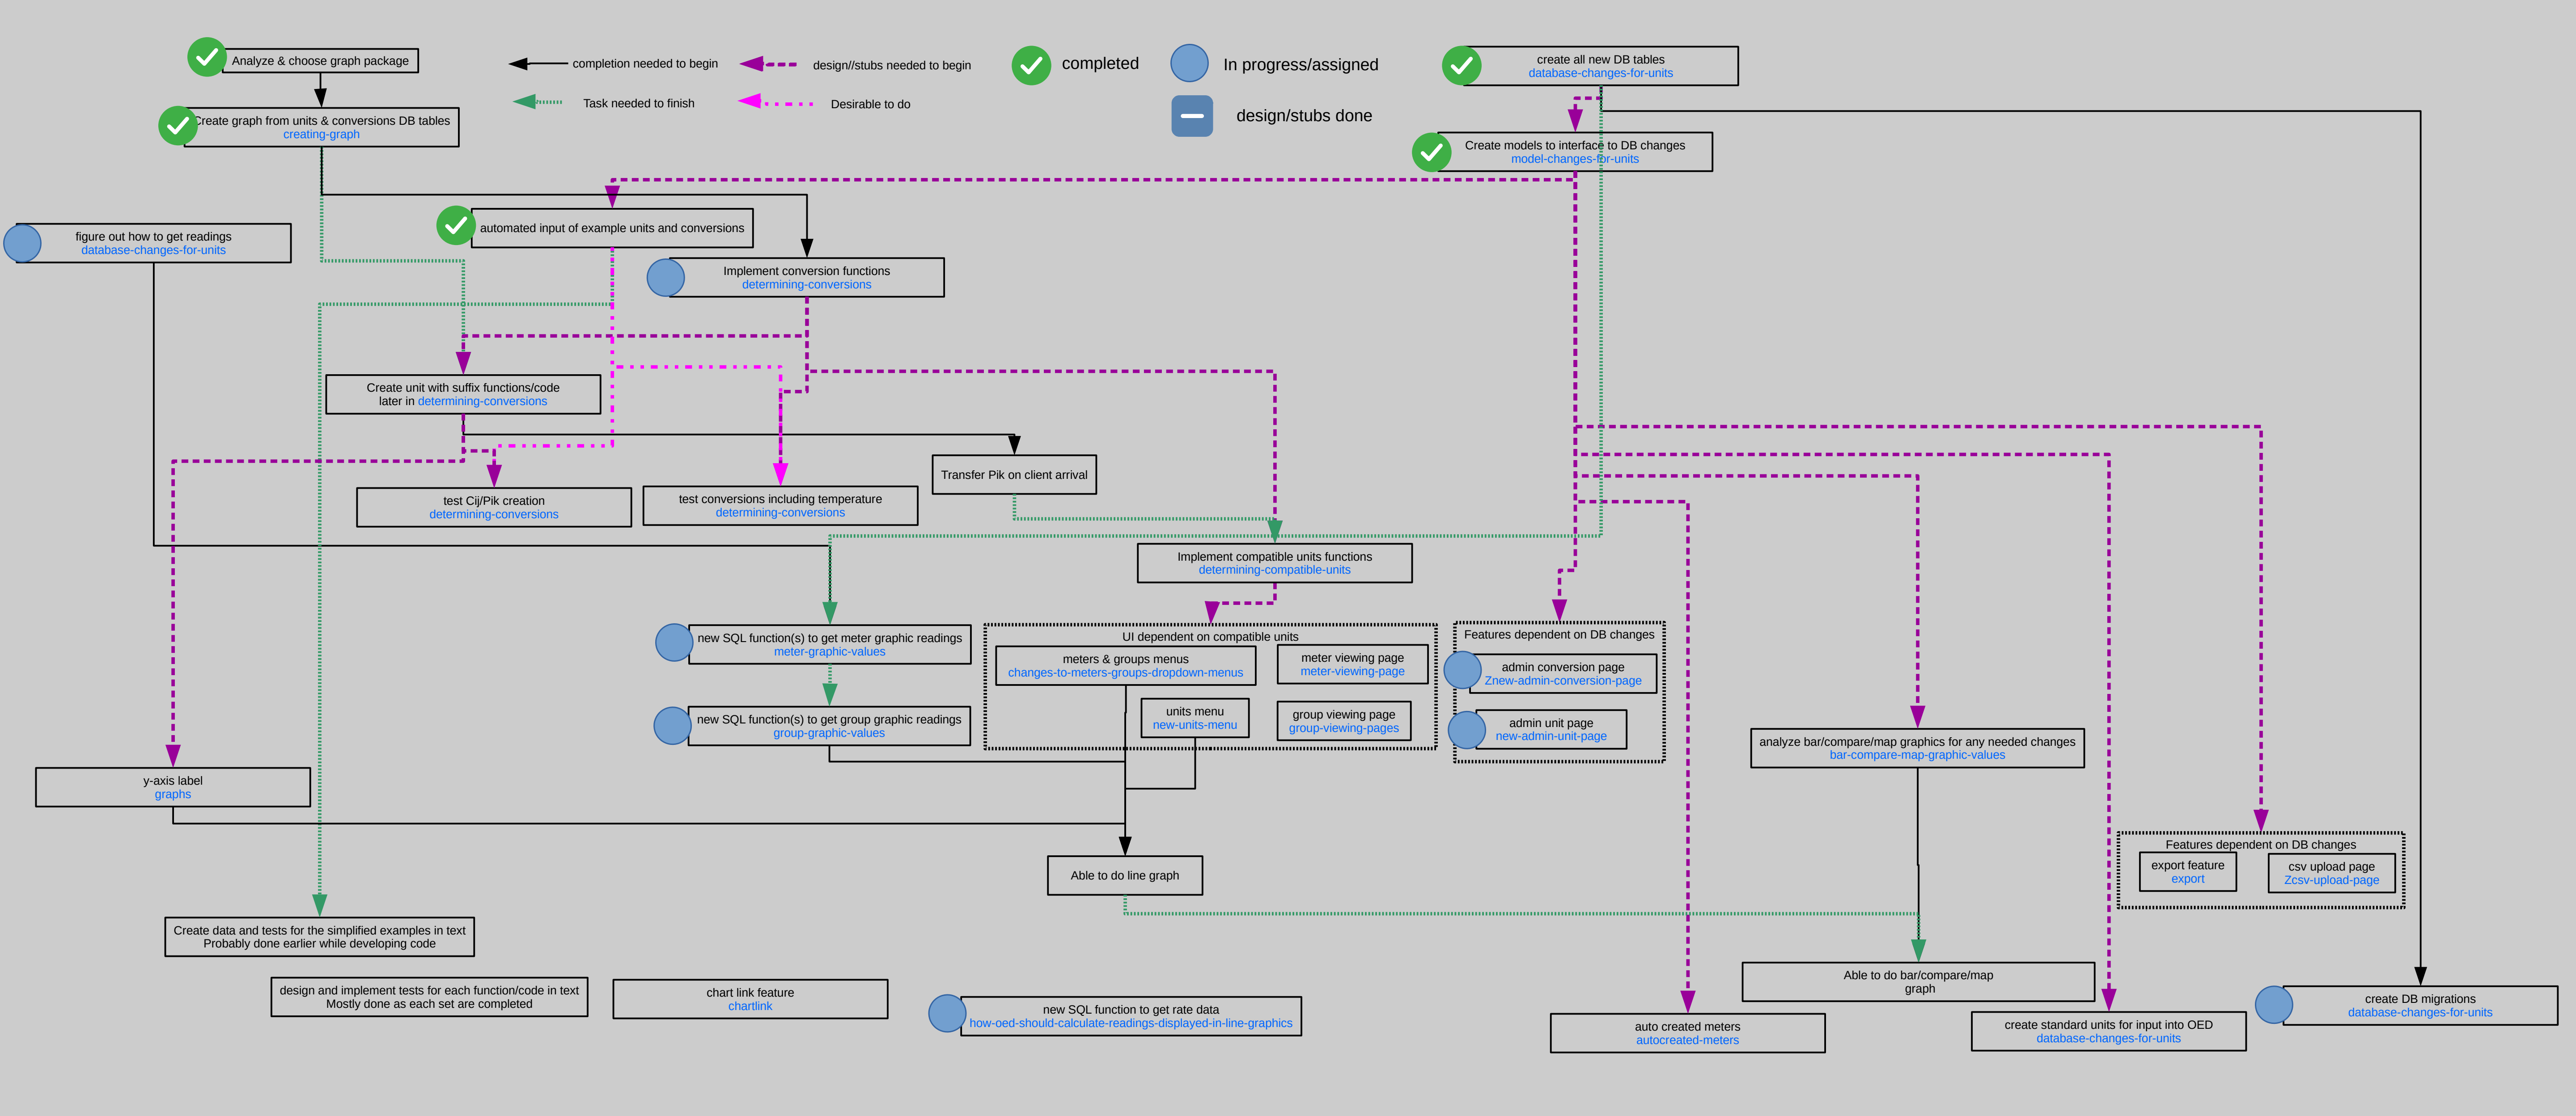 Analyze & choose graph package
completion needed to begin
design//stubs needed to begin
completed
In progress/assigned
Task needed to finish
Desirable to do
design/stubs done
create all new DB tables
database-changes-for-units
Create graph from units & conversions DB tables
creating-graph
Create models to interface to DB changes
model-changes-for-units
figure out how to get readings
database-changes-for-units
automated input of example units and conversions
Implement conversion functions
determining-conversions
Create unit with suffix functions/code
later in determining-conversions
Transfer Pik on client arrival
test Cij/Pik creation
determining-conversions
test conversions including temperature
determining-conversions
Implement compatible units functions
determining-compatible-units
new SQL function(s) to get meter graphic readings
meter-graphic-values
UI dependent on compatible units
meters & groups menus
changes-to-meters-groups-dropdown-menus
meter viewing page
meter-viewing-page
units menu
new-units-menu
group viewing page
group-viewing-pages
Features dependent on DB changes
admin conversion page
Znew-admin-conversion-page
admin unit page
new-admin-unit-page
new SQL function(s) to get group graphic readings
group-graphic-values
analyze bar/compare/map graphics for any needed changes
bar-compare-map-graphic-values
y-axis label
graphs
Features dependent on DB changes
export feature
export
csv upload page
Zcsv-upload-page
Able to do line graph
Create data and tests for the simplified examples in text
Probably done earlier while developing code
design and implement tests for each function/code in text
Mostly done as each set are completed
chart link feature
chartlink
new SQL function to get rate data
how-oed-should-calculate-readings-displayed-in-line-graphics
Able to do bar/compare/map
graph
auto created meters
autocreated-meters
create standard units for input into OED
database-changes-for-units
create DB migrations
database-changes-for-units